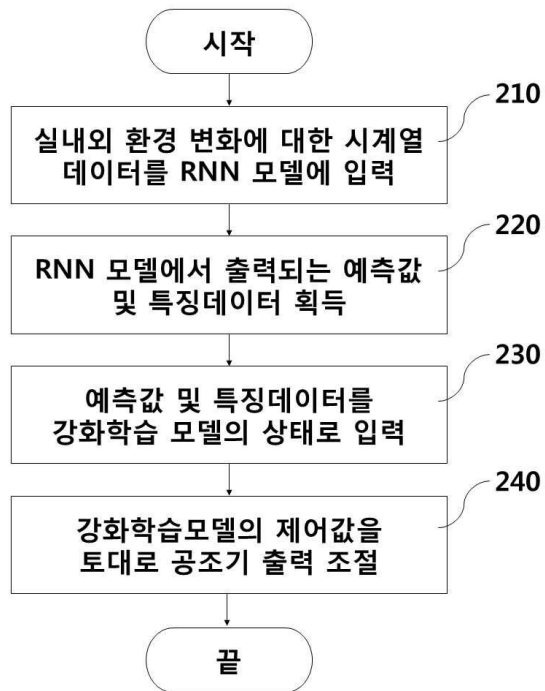 시작
210
실내외 환경 변화에 대한 시계열
데이터를 RNN 모델에 입력
220
RNN 모델에서 출력되는 예측값
및 특징데이터 획득
230
예측값 및 특징데이터를
강화학습 모델의 상태로 입력
240
강화학습모델의 제어값을
토대로 공조기 출력 조절
끝